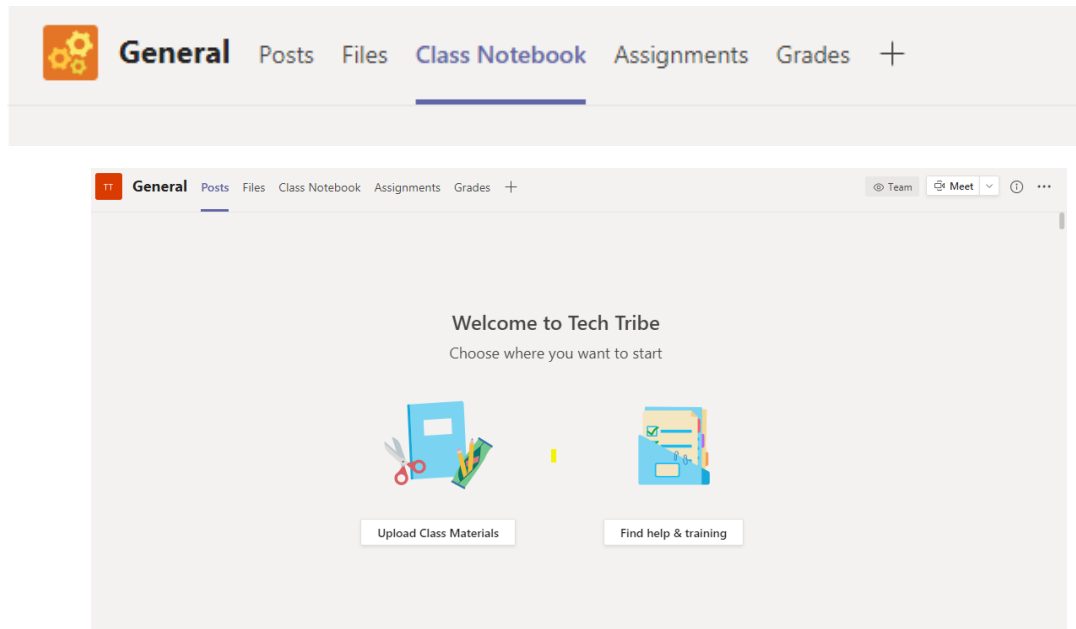 General Posts Files Class Notebook Assignments Grades +
TT General Posts Files Class Notebook Assignments Grades + Team Meet
Welcome to Tech Tribe
Choose where you want to start
Upload Class Materials Find help & training